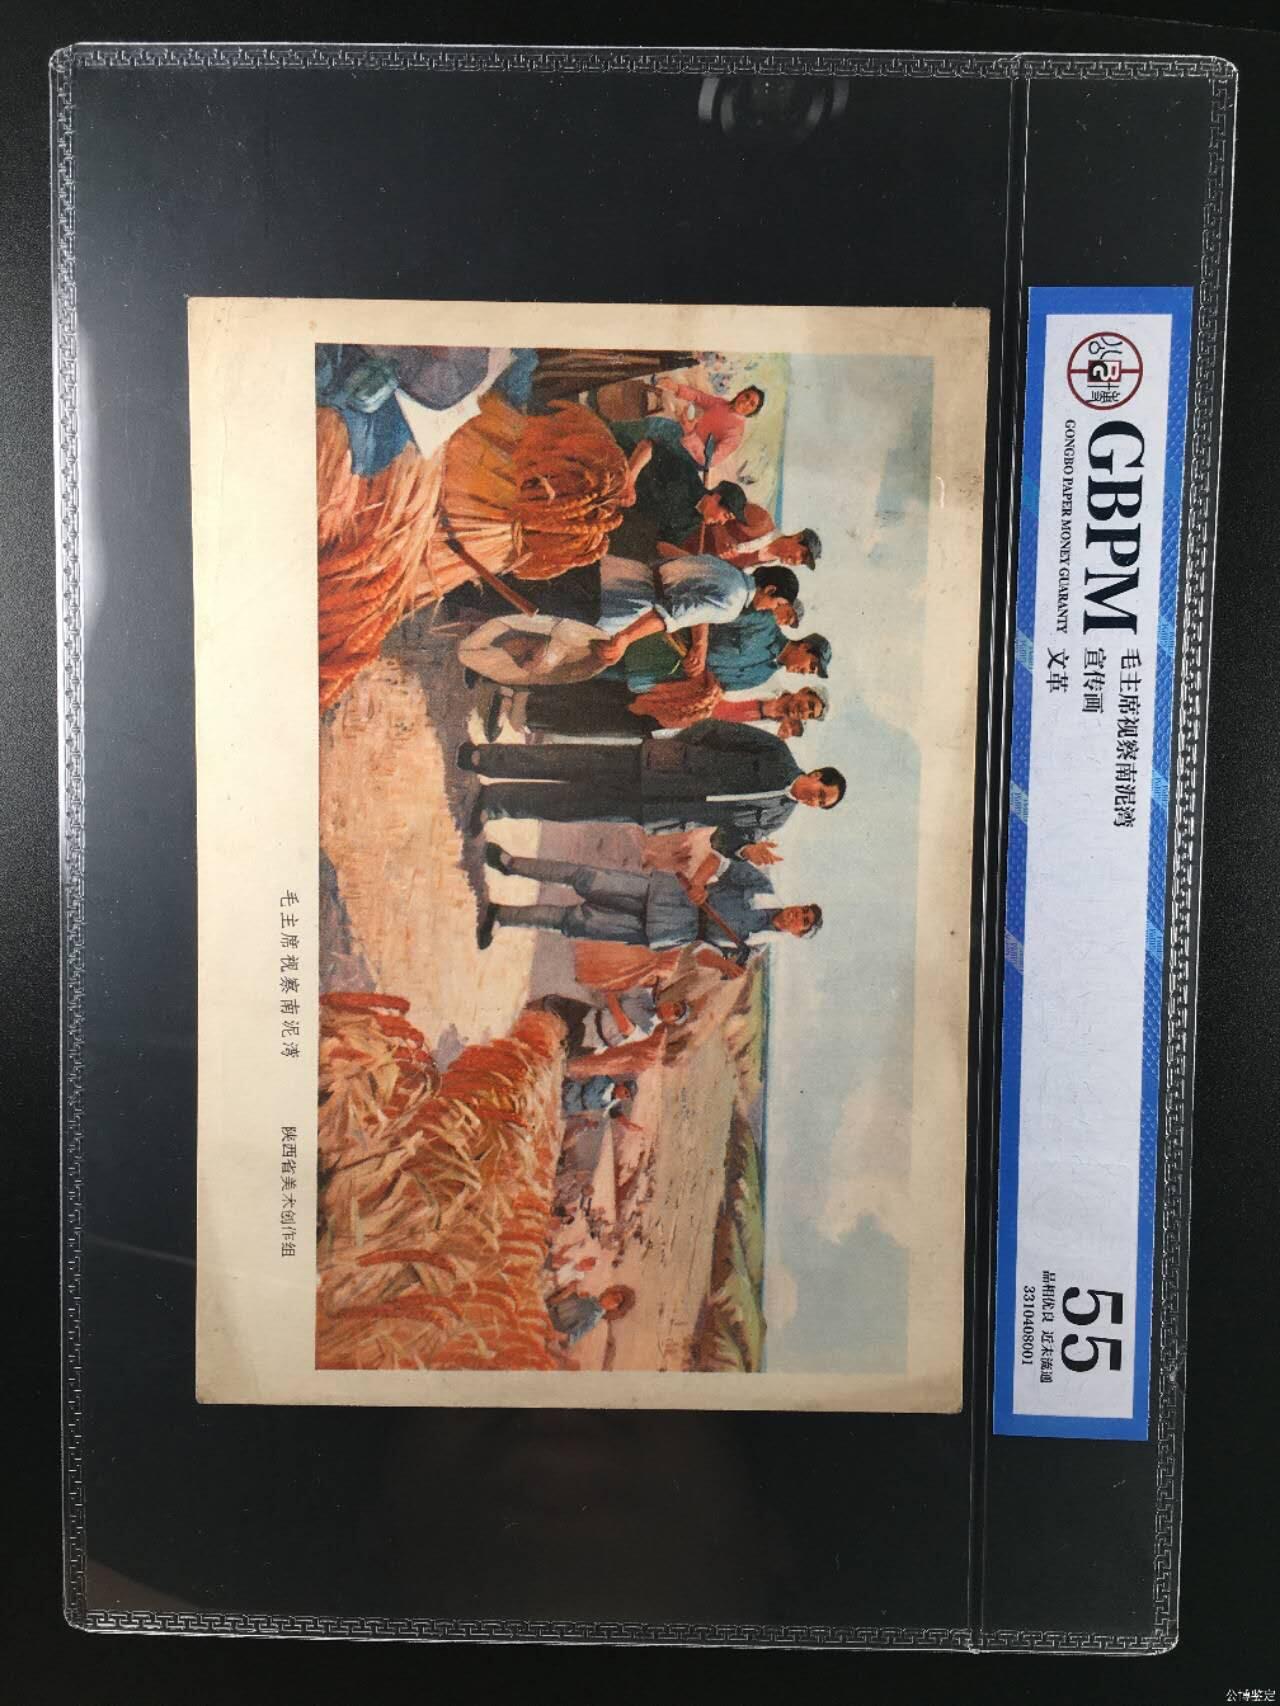 公博
GBPM
GONGBO PAPER MONEY GUARANTY
毛主席视察南泥湾
宣传画
文革
55
品相优良 近未流通
3310408001
毛主席视察南泥湾 陕西省美术创作组
公博鉴定